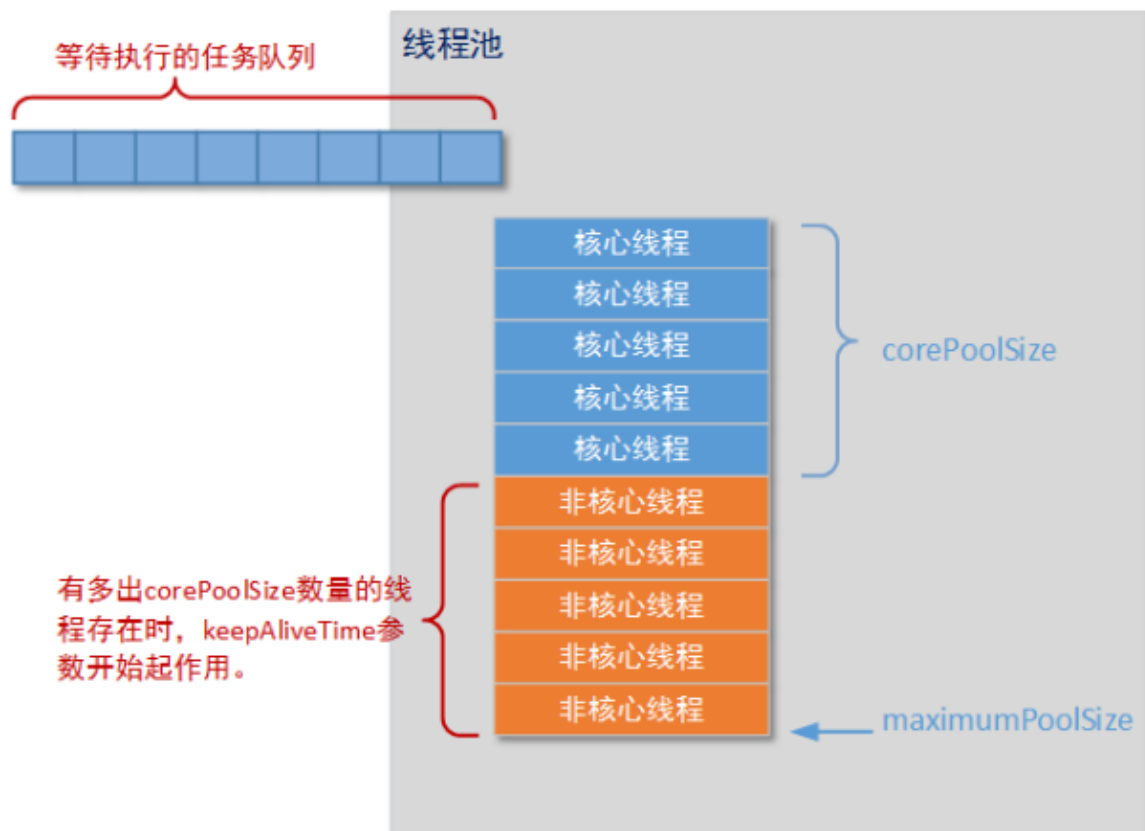 等待执行的任务队列
线程池
核心线程
核心线程
核心线程
核心线程
核心线程
corePoolSize
非核心线程
非核心线程
非核心线程
非核心线程
非核心线程
有多出corePoolSize数量的线
程存在时，keepAliveTime参
数开始起作用。
maximumPoolSize